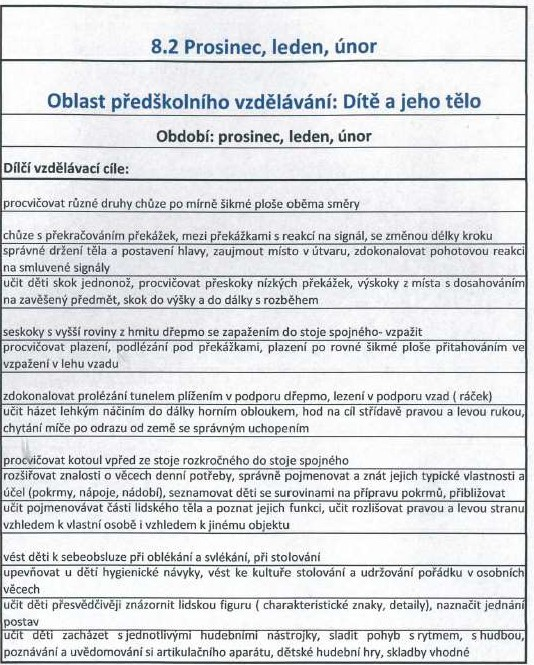 8.2 Prosinec, leden, únor
Oblast předškolního vzdělávání: Dítě a jeho tělo
Období: prosinec, leden, únor
Dílčí vzdělávací cíle:
procvičovat různé druhy chůze po mírně šikmé ploše oběma směry
chůze s překračováním překážek, mezi překážkami s reakcí na signál, se změnou délky kroku
správné držení těla a postavení hlavy, zaujmout místo v útvaru, zdokonalovat pohotovou reakci
na smluvené signály
učit děti skok jednonož, procvičovat přeskoky nízkých překážek, výskoky z místa s dosahováním
na zavěšený předmět, skok do výšky a do dálky s rozběhem
seskoky s vyšší roviny z hmitu dřepmo se zapažením do stoje spojného- vzpažit
procvičovat plazení, podlézání pod překážkami, plazení po rovné šikmé ploše přitahováním ve
vzpažení v lehu vzadu
zdokonalovat prolézání tunelem plížením v podporu dřepmo, lezení v podporu vzad ( ráček)
učit házet lehkým náčiním do dálky horním obloukem, hod na cíl střídavě pravou a levou rukou,
chytání míče po odrazu od země se správným uchopením
procvičovat kotoul vpřed ze stoje rozkročného do stoje spojného
rozšiřovat znalosti o věcech denní potřeby, správně pojmenovat a znát jejich typické vlastnosti a
účel (pokrmy, nápoje, nádobí), seznamovat děti se surovinami na přípravu pokrmů, přibližovat
učit pojmenovávat části lidského těla a poznat jejich funkci, učit rozlišovat pravou a levou stranu
vzhledem k vlastní osobě i vzhledem k jinému objektu
vést děti k sebeobsluze při oblékání a svlékání, při stolování
upevňovat u dětí hygienické návyky, vést ke kultuře stolování a udržování pořádku v osobních
věcech
učit děti přesvědčivěji znázornit lidskou figuru ( charakteristické znaky, detaily), naznačit jednání
postav
učit děti zacházet s jednotlivými hudebními nástrojky, sladit pohyb s rytmem, s hudbou,
poznávání a uvědomování si artikulačního aparátu, dětské hudební hry, skladby vhodné